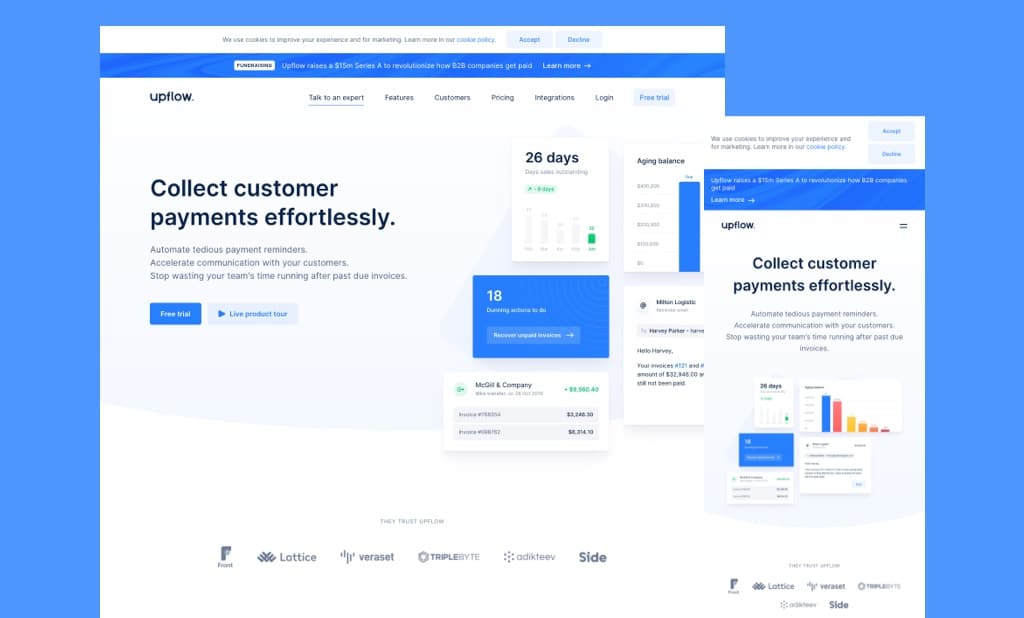 We use cookies to improve your experience and for marketing. Learn more in our cookie policy.
Accept
Decline
FUNDRAISING
Upflow raises a $15m Series A to revolutionize how B2B companies get paid
Learn more →
upflow.
Talk to an expert
Features
Customers
Pricing
Integrations
Login
Free trial
Collect customer
payments effortlessly.
Automate tedious payment reminders.
Accelerate communication with your customers.
Stop wasting your team's time running after past due invoices.
Free trial
Live product tour
26 days
Days sales outstanding
Aging balance
Due
$400,000
$300,000
$200,000
$100,000
$0
18
Dunning actions to do
Recover unpaid invoices →
Milton Logistic
Reminder email
To: Harvey Parker - harve
Hello Harvey,
Your invoices #121 and #
amount of $32,948.00 a
still not been paid.
McGill & Company
+ $9,560.40
Invoice #768554
$3,246.30
Invoice #098762
$6,314.10
THEY TRUST UPFLOW
Front
Lattice
veraset
TRIPLEBYTE
adikteev
Side
We use cookies to improve your experience and
for marketing. Learn more in our cookie policy.
Accept
Decline
Upflow raises a $15m Series A to revolutionize how B2B companies
get paid
Learn more →
upflow.
Collect customer
payments effortlessly.
Automate tedious payment reminders.
Accelerate communication with your customers.
Stop wasting your team's time running after past due
invoices.
26 days
Aging balance
18
THEY TRUST UPFLOW
Front
Lattice
veraset
TRIPLEBYTE
adikteev
Side